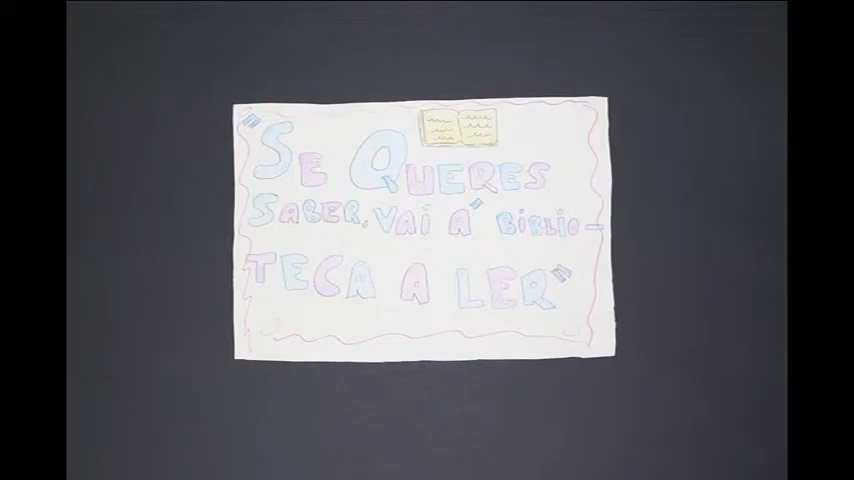 "Se Queres
Saber, Vai à Biblio-
teca a ler"